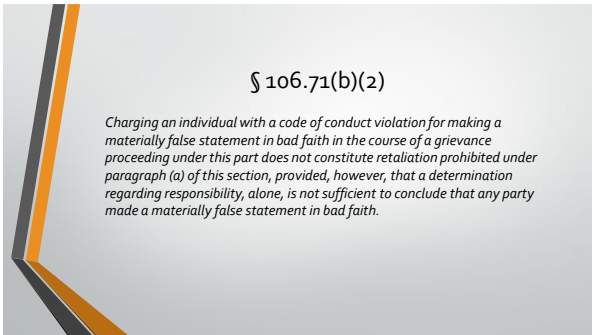 § 106.71(b)(2)
Charging an individual with a code of conduct violation for making a
materially false statement in bad faith in the course of a grievance
proceeding under this part does not constitute retaliation prohibited under
paragraph (a) of this section, provided, however, that a determination
regarding responsibility, alone, is not sufficient to conclude that any party
made a materially false statement in bad faith.